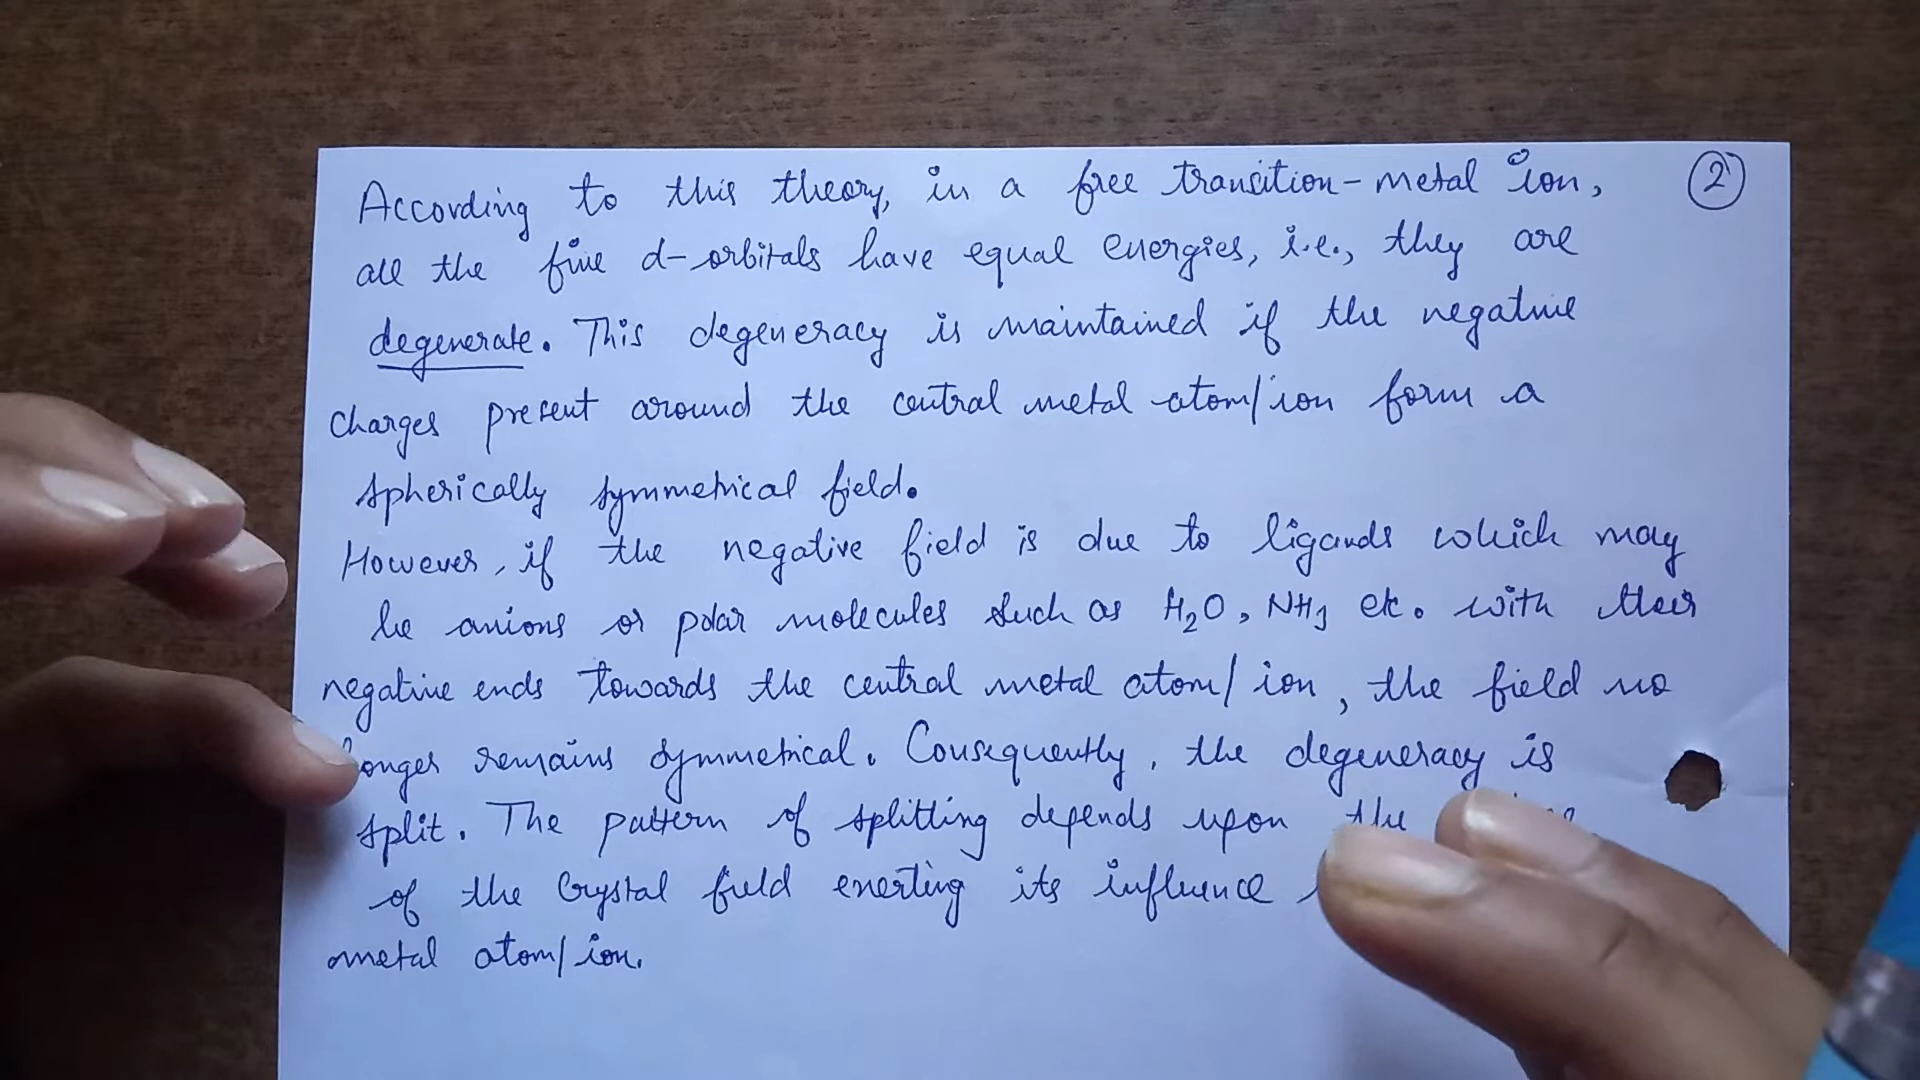 According to this theory, in a free transition-metal ion, ②
all the five d-orbitals have equal energies, i.e., they are
degenerate. This degeneracy is maintained if the negative
charges present around the central metal atom/ion form a
spherically symmetrical field.
However, if the negative field is due to ligands which may
be anions or polar molecules such as H₂O, NH₃ etc. with their
negative ends towards the central metal atom/ion, the field no
longer remains symmetrical. Consequently, the degeneracy is
split. The pattern of splitting depends upon the
of the Crystal field exerting its influence
metal atom/ion.